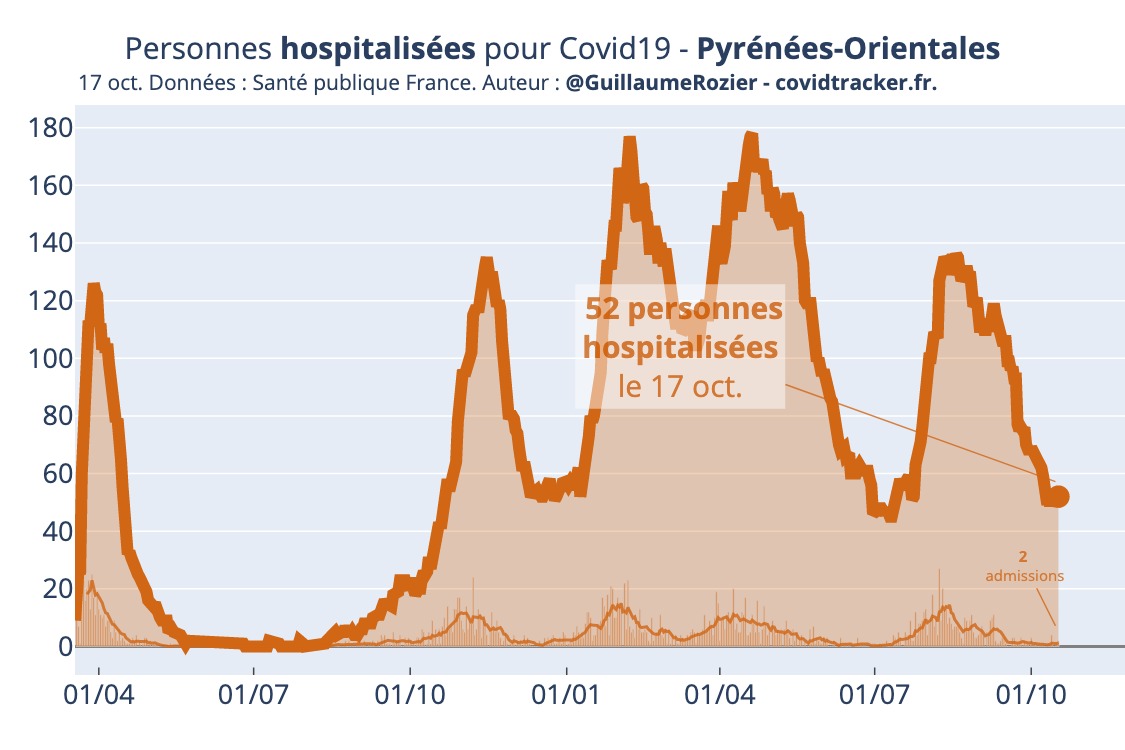 Personnes hospitalisées pour Covid19 - Pyrénées-Orientales
17 oct. Données : Santé publique France. Auteur : @GuillaumeRozier - covidtracker.fr.
180
160
140
120
100
80
60
40
20
0
52 personnes
hospitalisées
le 17 oct.
2
admissions
01/04 01/07 01/10 01/01 01/04 01/07 01/10